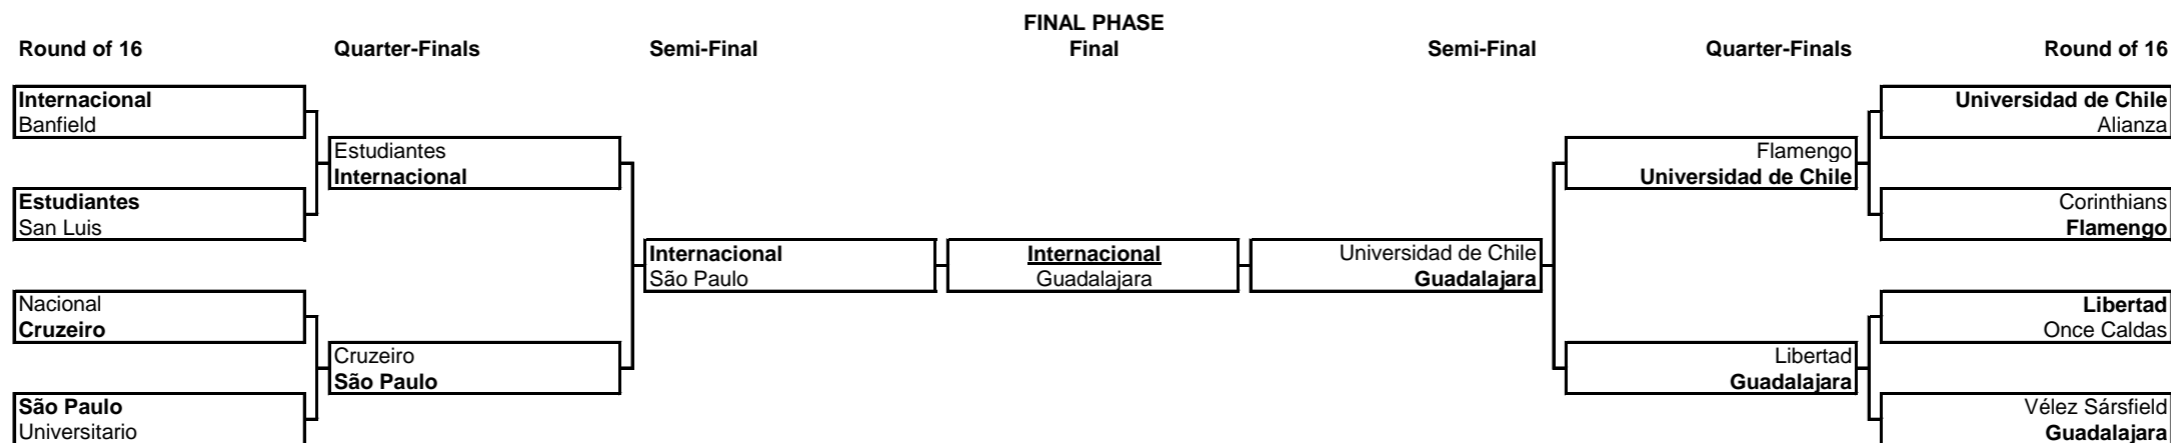 FINAL PHASE
Round of 16 Quarter-Finals Semi-Final Final Semi-Final Quarter-Finals Round of 16
Internacional
Banfield
Estudiantes
San Luis
Nacional
Cruzeiro
São Paulo
Universitario
Estudiantes
Internacional
Cruzeiro
São Paulo
Internacional
São Paulo
Internacional
Guadalajara
Universidad de Chile
Guadalajara
Flamengo
Universidad de Chile
Libertad
Guadalajara
Universidad de Chile
Alianza
Corinthians
Flamengo
Libertad
Once Caldas
Vélez Sársfield
Guadalajara